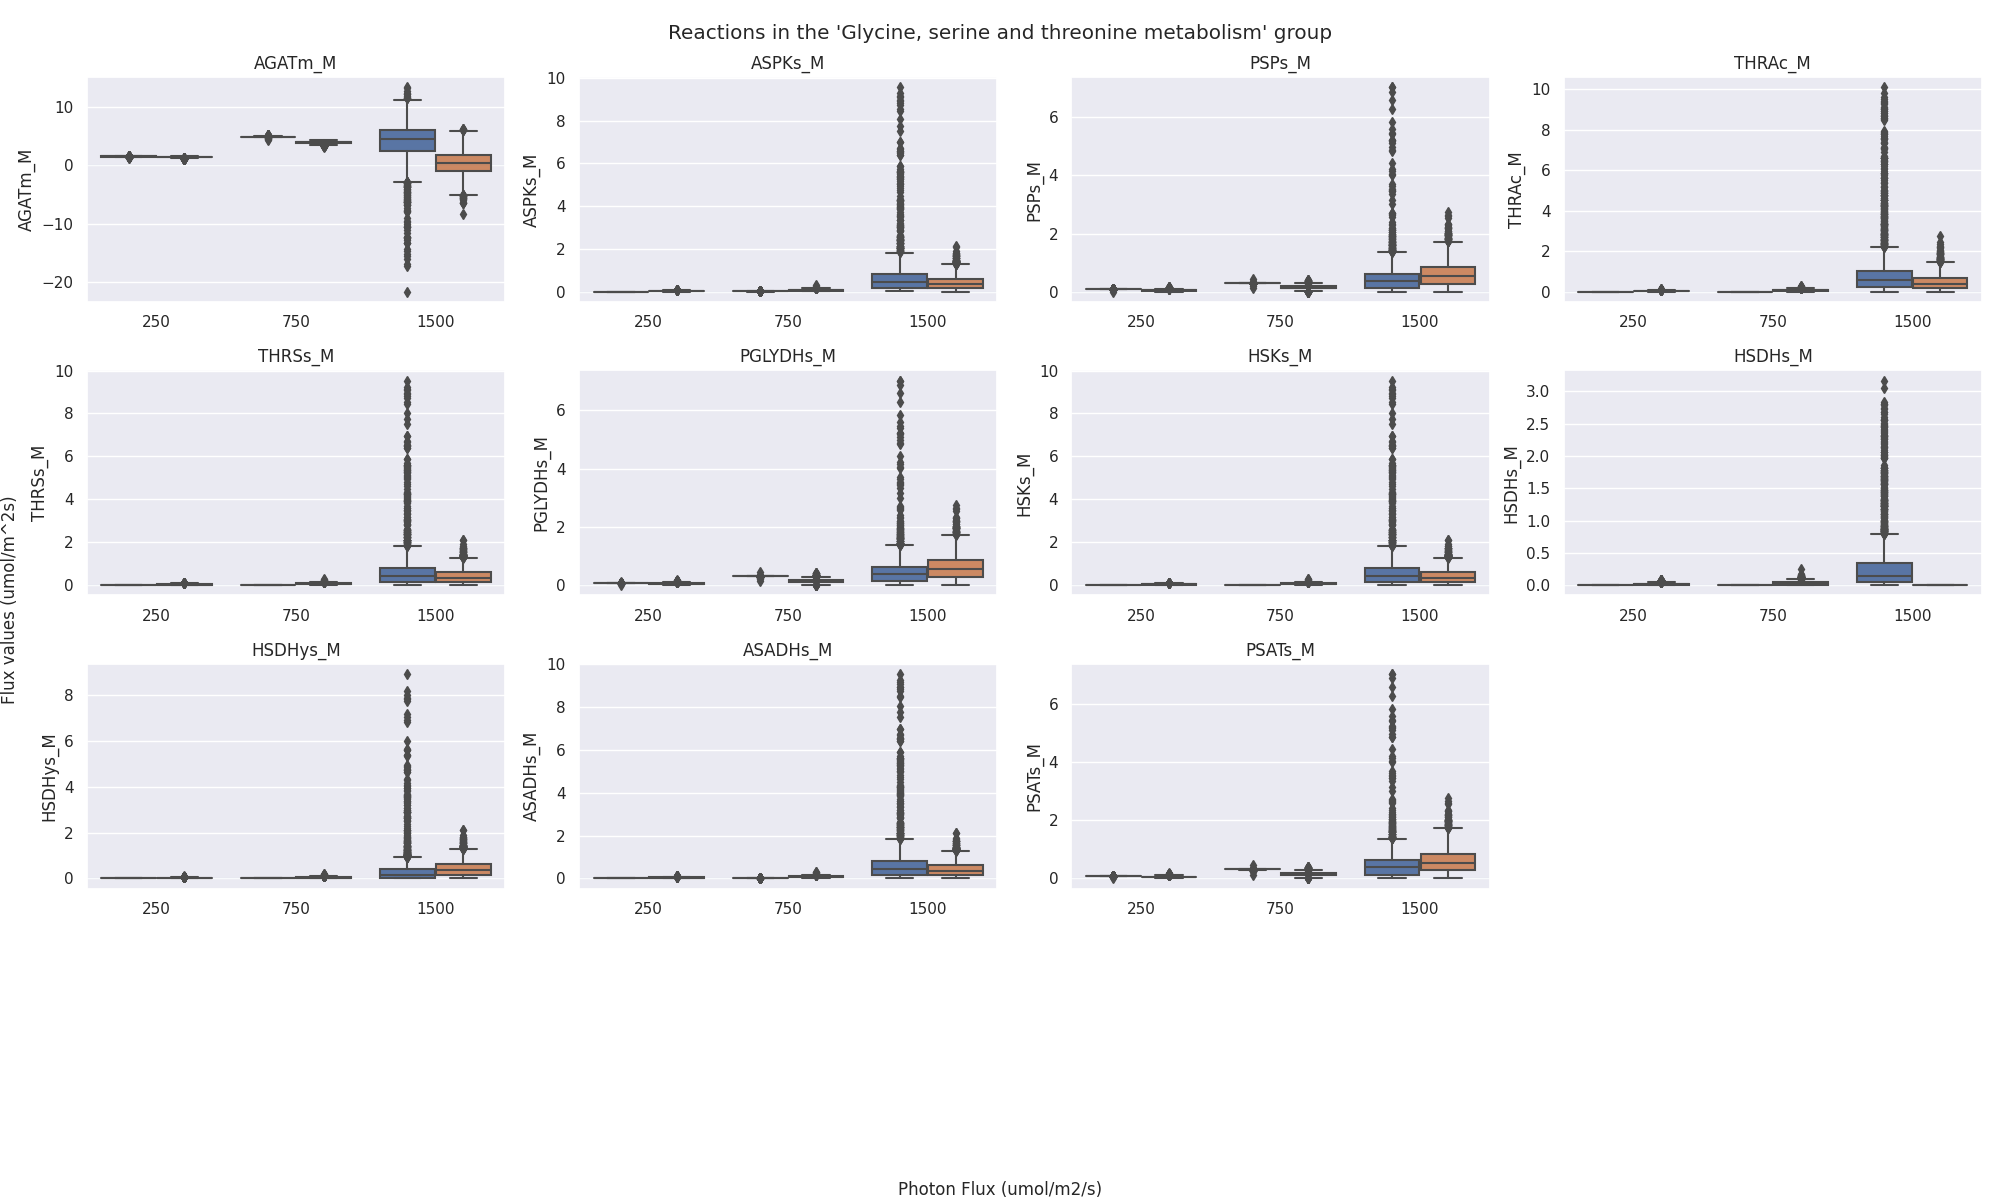 Reactions in the 'Glycine, serine and threonine metabolism' group
AGATm_M
AGATm_M
10
0
−10
−20
250 750 1500
ASPKs_M
ASPKs_M
10
8
6
4
2
0
250 750 1500
PSPs_M
PSPs_M
6
4
2
0
250 750 1500
THRAc_M
THRAc_M
10
8
6
4
2
0
250 750 1500
THRSs_M
THRSs_M
10
8
6
4
2
0
250 750 1500
PGLYDHs_M
PGLYDHs_M
6
4
2
0
250 750 1500
HSKs_M
HSKs_M
10
8
6
4
2
0
250 750 1500
HSDHs_M
HSDHs_M
3.0
2.5
2.0
1.5
1.0
0.5
0.0
250 750 1500
HSDHys_M
HSDHys_M
8
6
4
2
0
250 750 1500
ASADHs_M
ASADHs_M
10
8
6
4
2
0
250 750 1500
PSATs_M
PSATs_M
6
4
2
0
250 750 1500
Flux values (umol/m^2s)
Photon Flux (umol/m2/s)